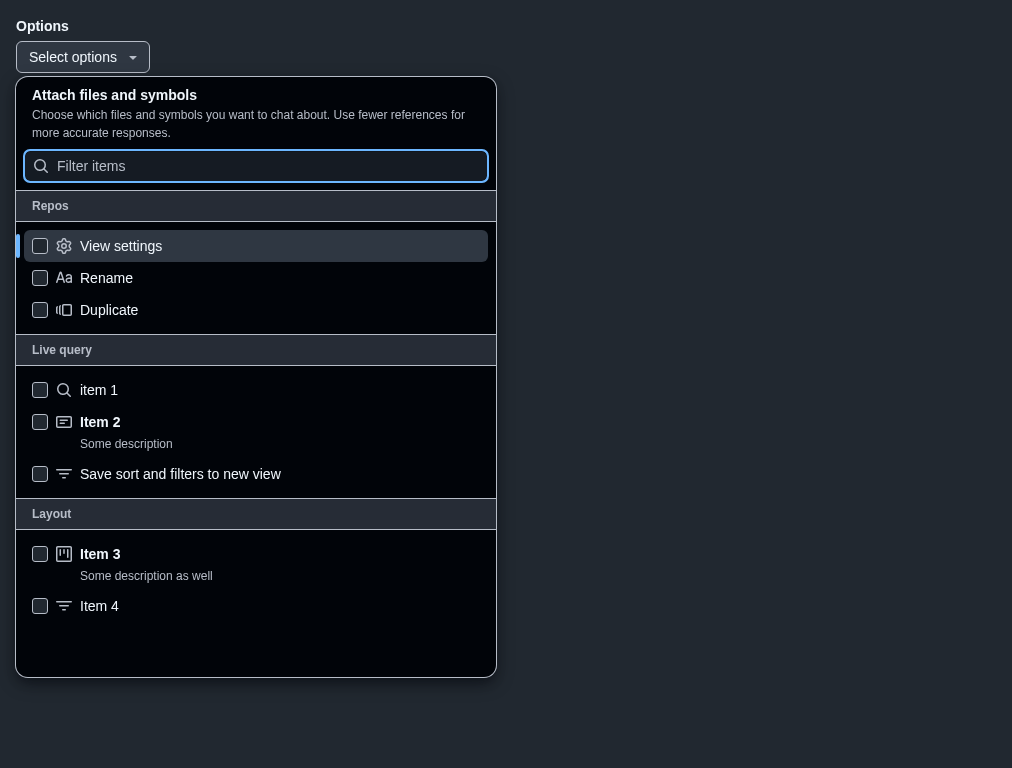 Options
Select options
Attach files and symbols
Choose which files and symbols you want to chat about. Use fewer references for
more accurate responses.
Filter items
Repos
View settings
Rename
Duplicate
Live query
item 1
Item 2
Some description
Save sort and filters to new view
Layout
Item 3
Some description as well
Item 4